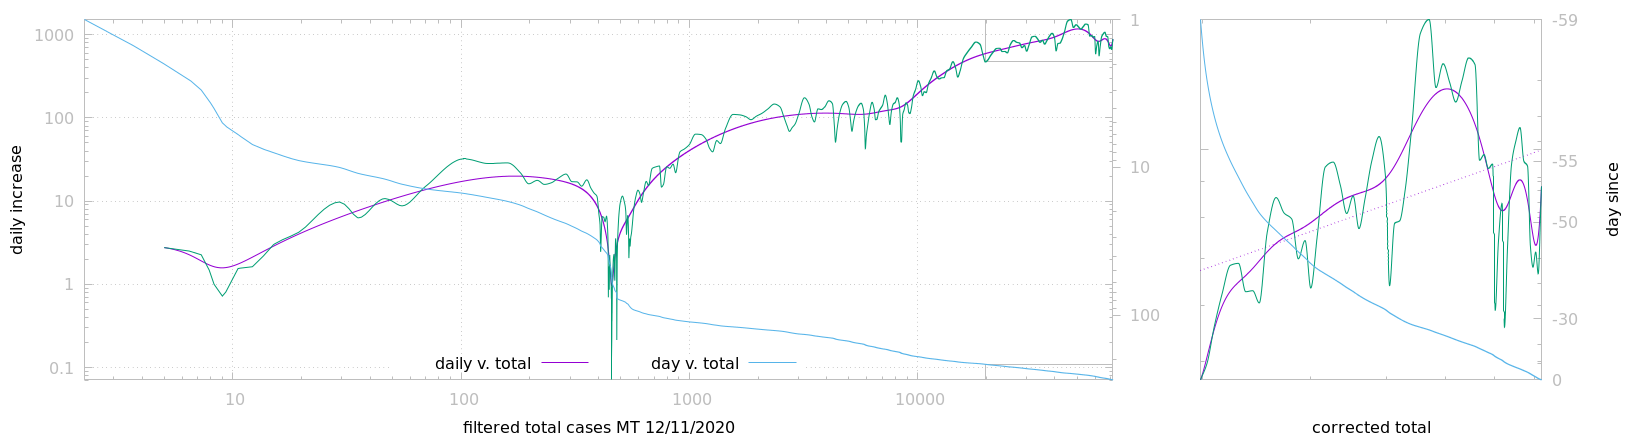 1000
100
10
1
0.1
daily increase
10
100
1000
10000
filtered total cases MT 12/11/2020
daily v. total
day v. total
1
10
100
-59
-55
-50
-30
0
day since
corrected total